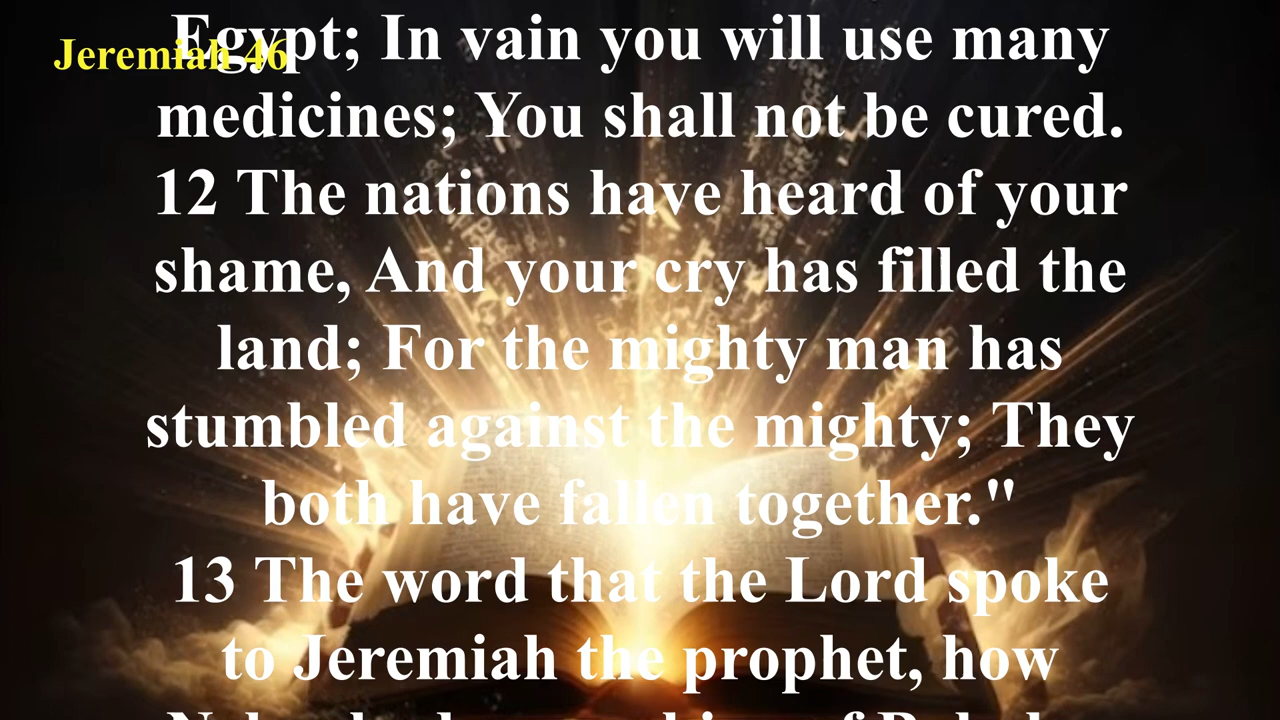 Jeremiah 46
Egypt; In vain you will use many
medicines; You shall not be cured.
12 The nations have heard of your
shame, And your cry has filled the
land; For the mighty man has
stumbled against the mighty; They
both have fallen together."
13 The word that the Lord spoke
to Jeremiah the prophet, how